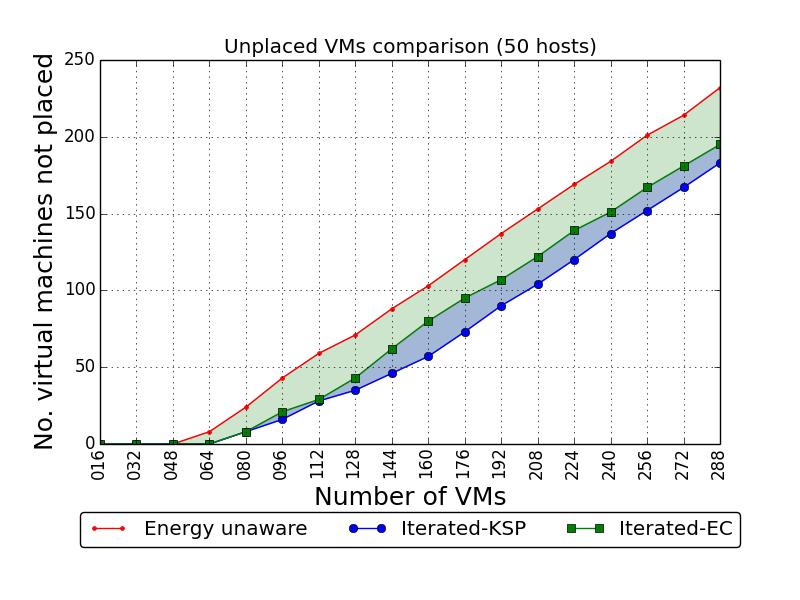 Unplaced VMs comparison (50 hosts)
No. virtual machines not placed
250
200
150
100
50
0
016 032 048 064 080 096 112 128 144 160 176 192 208 224 240 256 272 288
Number of VMs
Energy unaware Iterated-KSP Iterated-EC